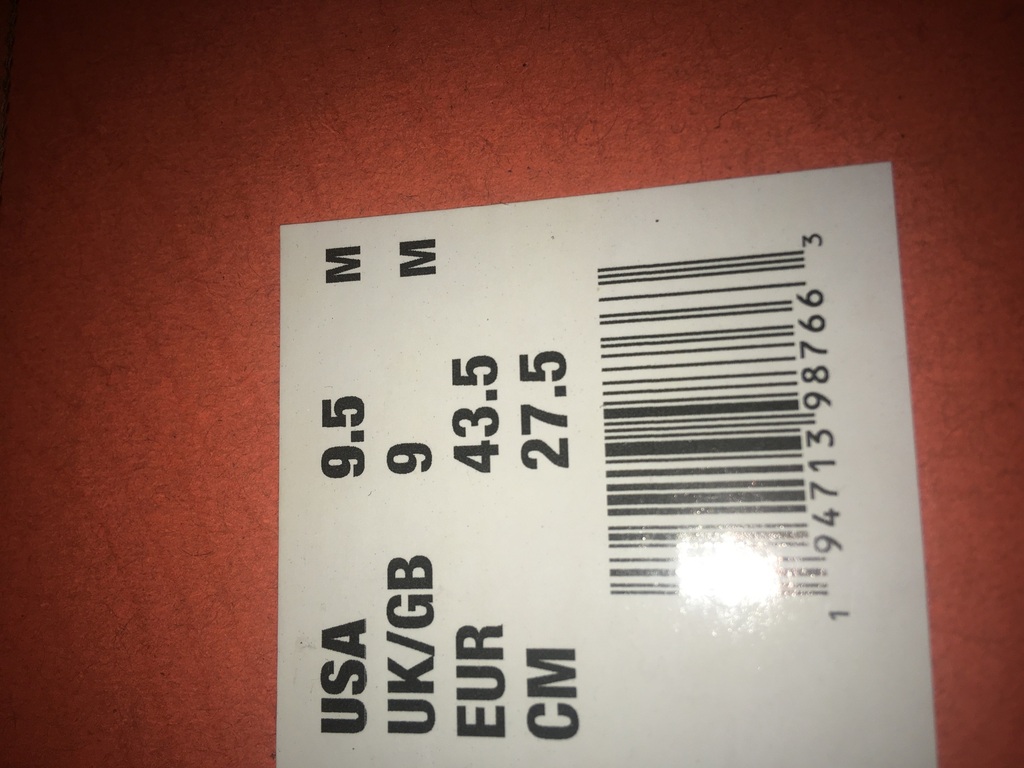 USA 9.5 M
UK/GB 9 M
EUR 43.5
CM 27.5
1 94713 98766 3